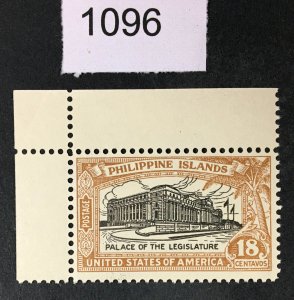 1096
PHILIPPINE ISLANDS
POSTAGE
PALACE OF THE LEGISLATURE
18
CENTAVOS
UNITED STATES OF AMERICA